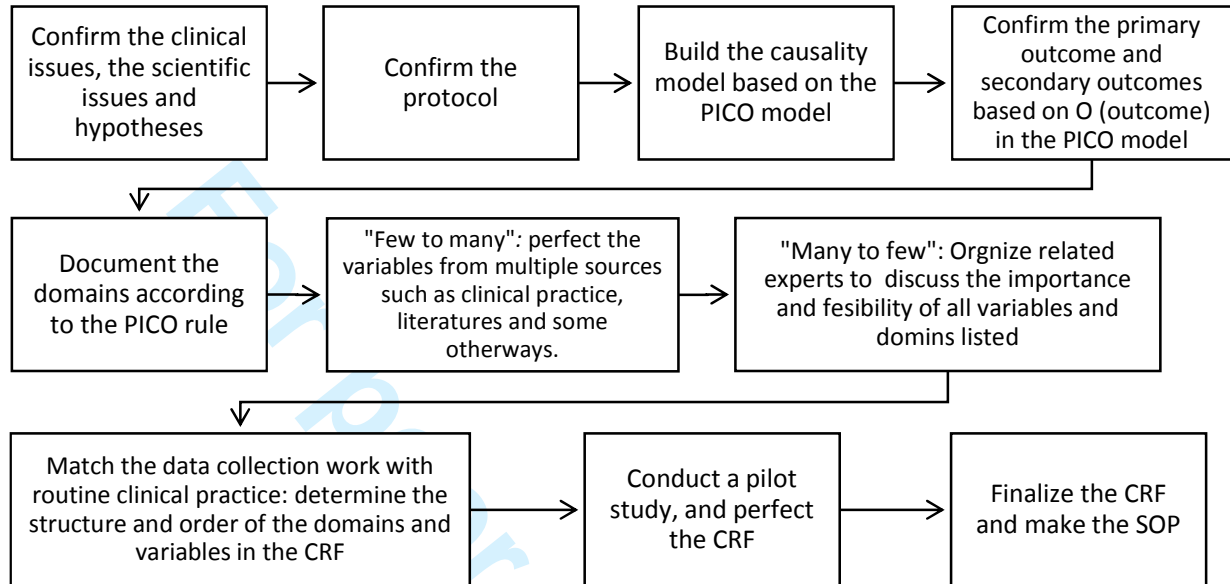 Confirm the clinical
issues, the scientific
issues and
hypotheses
Confirm the
protocol
Build the causality
model based on the
PICO model
Confirm the primary
outcome and
secondary outcomes
based on O (outcome)
in the PICO model
Document the
domains according
to the PICO rule
"Few to many": perfect the
variables from multiple sources
such as clinical practice,
literatures and some
otherways.
"Many to few": Orgnize related
experts to discuss the importance
and fesibility of all variables and
domins listed
Match the data collection work with
routine clinical practice: determine the
structure and order of the domains and
variables in the CRF
Conduct a pilot
study, and perfect
the CRF
Finalize the CRF
and make the SOP
For per